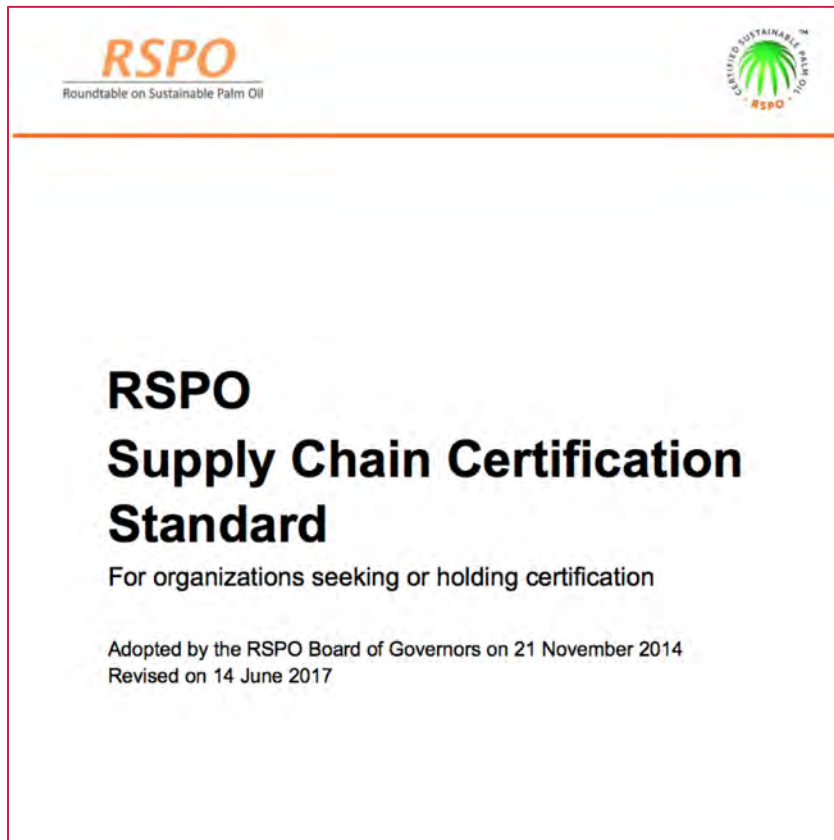 RSPO
Roundtable on Sustainable Palm Oil
CERTIFIED SUSTAINABLE PALM OIL
RSPO
TM
RSPO
Supply Chain Certification
Standard
For organizations seeking or holding certification
Adopted by the RSPO Board of Governors on 21 November 2014
Revised on 14 June 2017